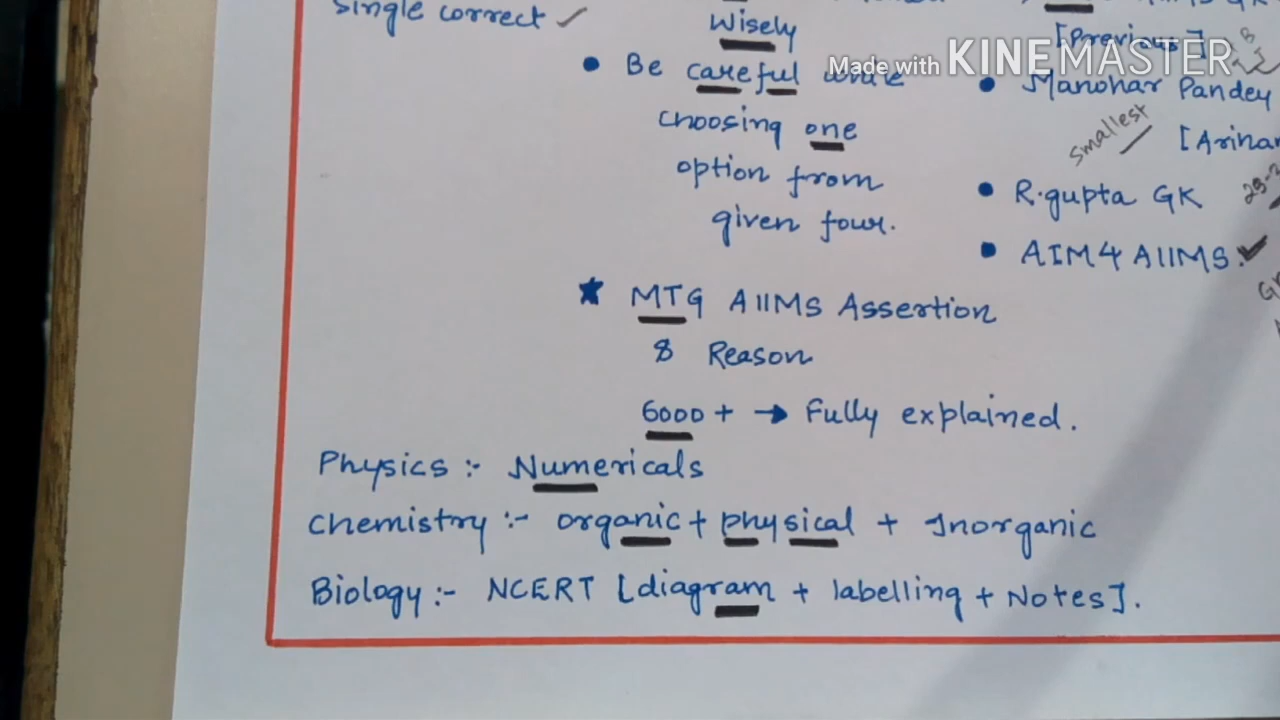 single correct ✓
Wisely
[Previous]
Made with KINEMASTER
• Be careful while
choosing one
option from
given four.
• Manohar Pandey
smallest
• R.gupta GK
• AIM4 AIIMS. ✓
★ MTG AIIMS Assertion
& Reason
6000 + → Fully explained.
Physics :- Numericals
Chemistry :- organic + physical + Inorganic
Biology :- NCERT [diagram + labelling + Notes].